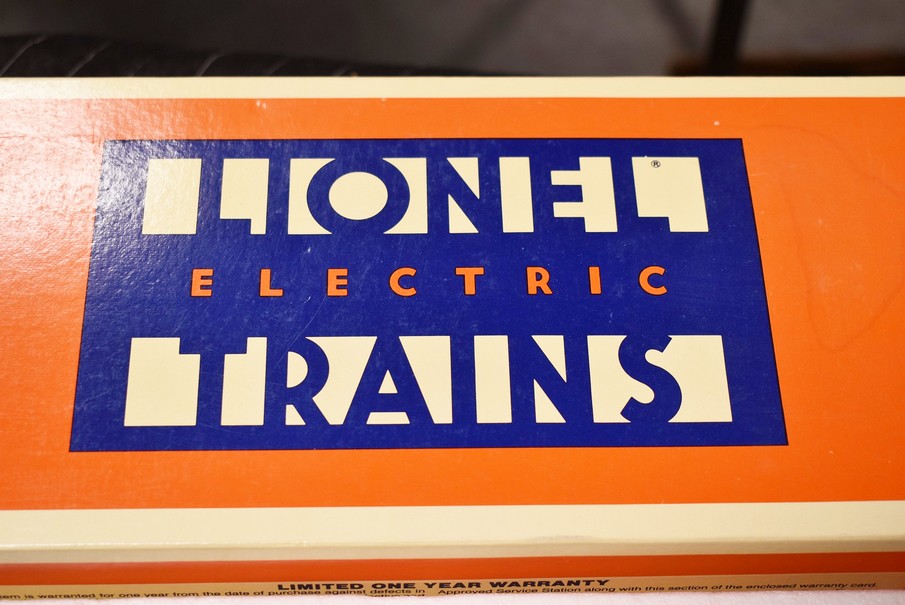 LIONEL®
ELECTRIC
TRAINS
LIMITED ONE YEAR WARRANTY
is warranted for one year from the date of purchase against defects in Approved Service Station along with this section of the enclosed warranty card.